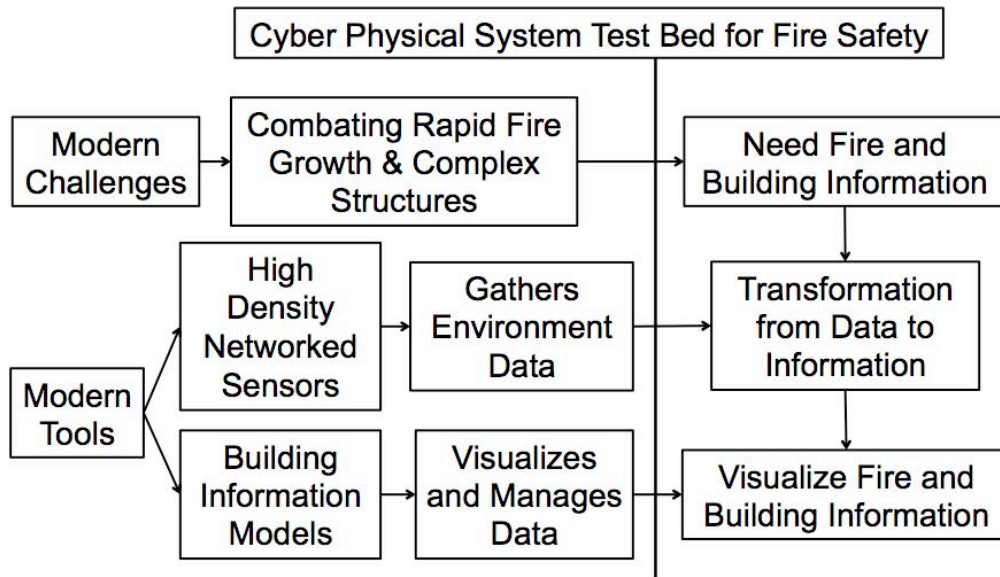 Cyber Physical System Test Bed for Fire Safety
Modern
Challenges
Combating Rapid Fire
Growth & Complex
Structures
Need Fire and
Building Information
High
Density
Networked
Sensors
Gathers
Environment
Data
Transformation
from Data to
Information
Modern
Tools
Building
Information
Models
Visualizes
and Manages
Data
Visualize Fire and
Building Information